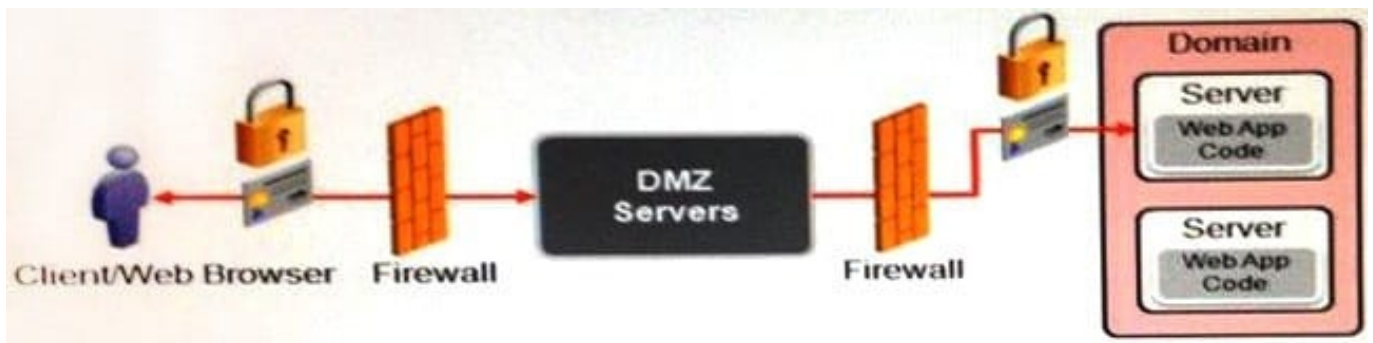 Domain
Server
Web App
Code
DMZ
Servers
Server
Web App
Code
Client/Web Browser
Firewall
Firewall